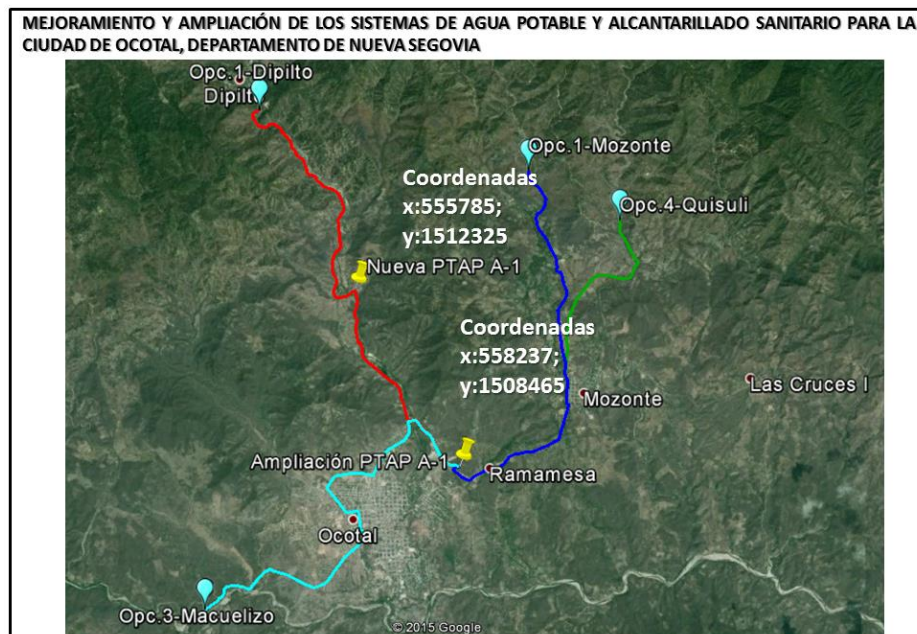 MEJORAMIENTO Y AMPLIACIÓN DE LOS SISTEMAS DE AGUA POTABLE Y ALCANTARILLADO SANITARIO PARA LA
CIUDAD DE OCOTAL, DEPARTAMENTO DE NUEVA SEGOVIA
Opc.1-Dipilto
Dipilto
Opc.1-Mozonte
Coordenadas
x:555785;
y:1512325
Opc.4-Quisuli
Nueva PTAP A-1
Coordenadas
x:558237;
y:1508465
Las Cruces I
Mozonte
Ampliación PTAP A-1
Ramamesa
Ocotal
Opc.3-Macuelizo
© 2015 Google